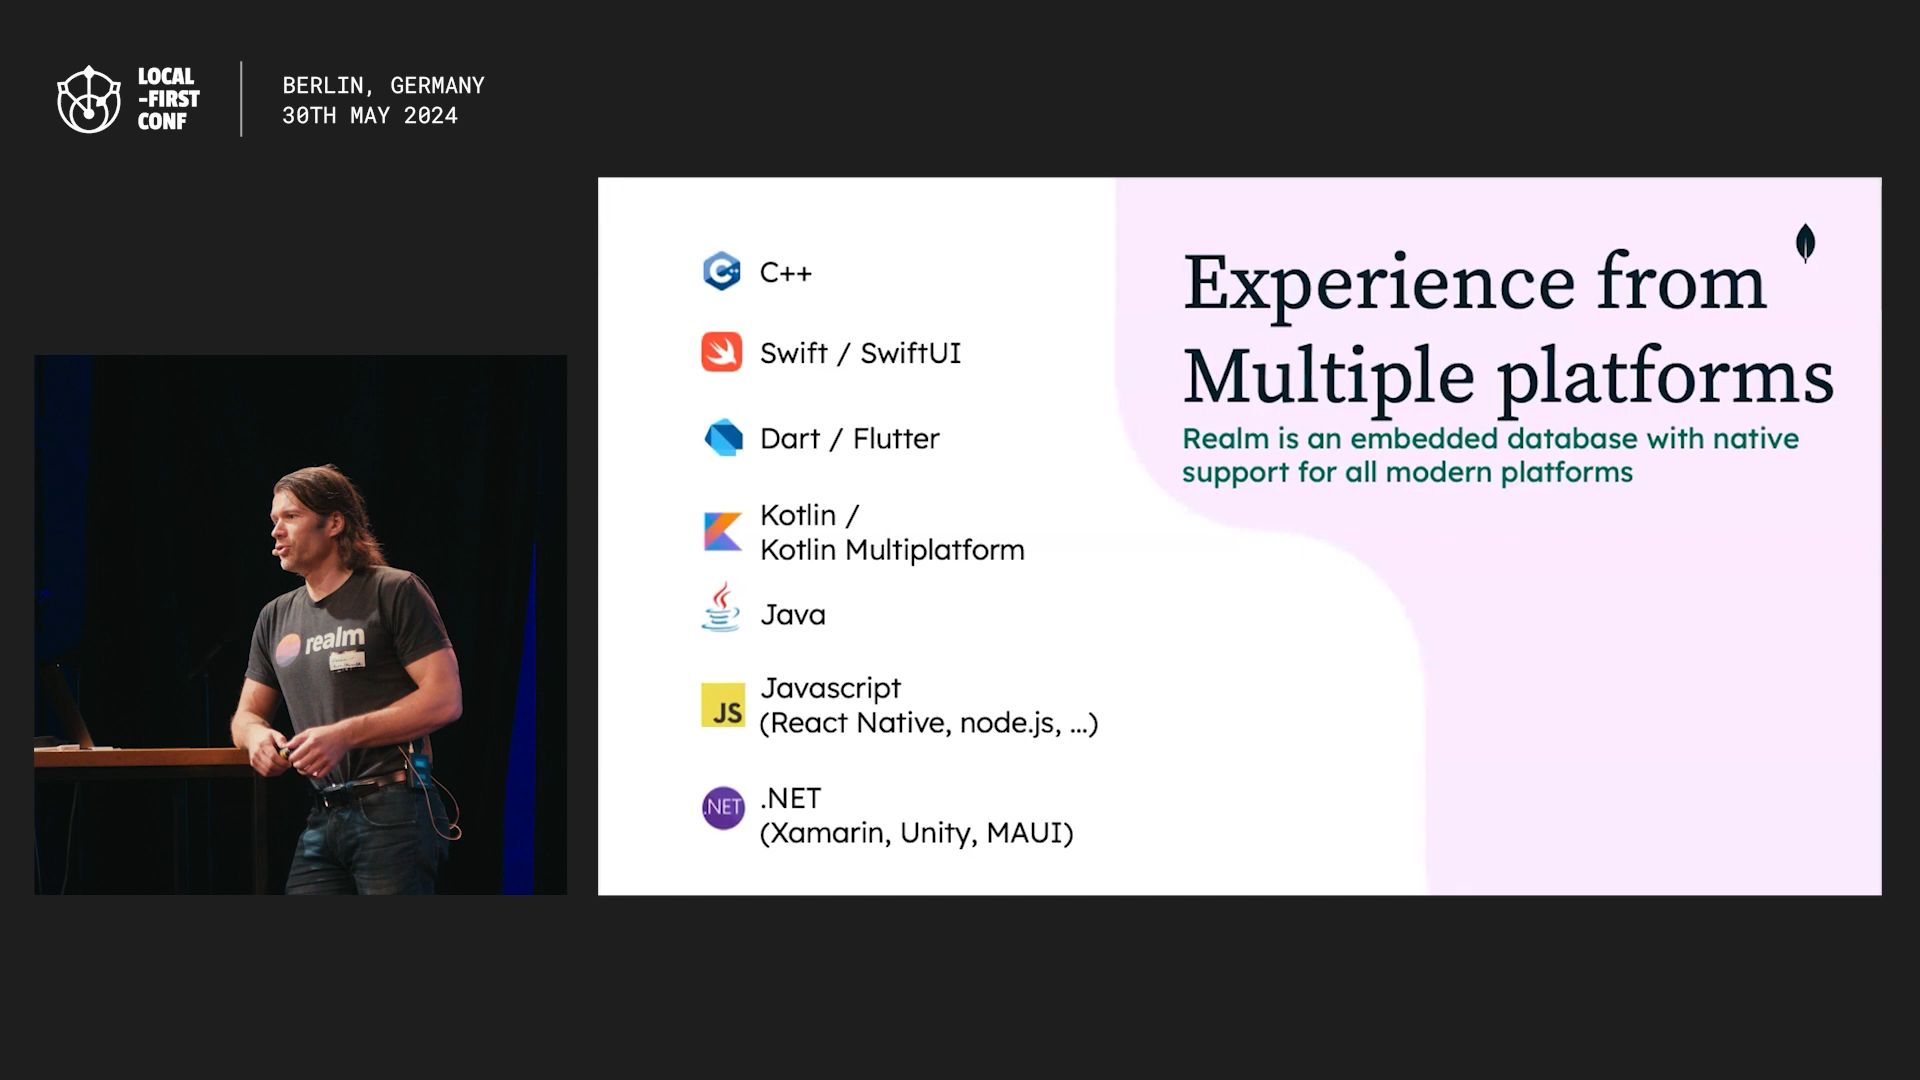 LOCAL
-FIRST
CONF
BERLIN, GERMANY
30TH MAY 2024
realm
C++
Swift / SwiftUI
Dart / Flutter
Kotlin /
Kotlin Multiplatform
Java
JS
Javascript
(React Native, node.js, ...)
.NET
.NET
(Xamarin, Unity, MAUI)
Experience from
Multiple platforms
Realm is an embedded database with native
support for all modern platforms